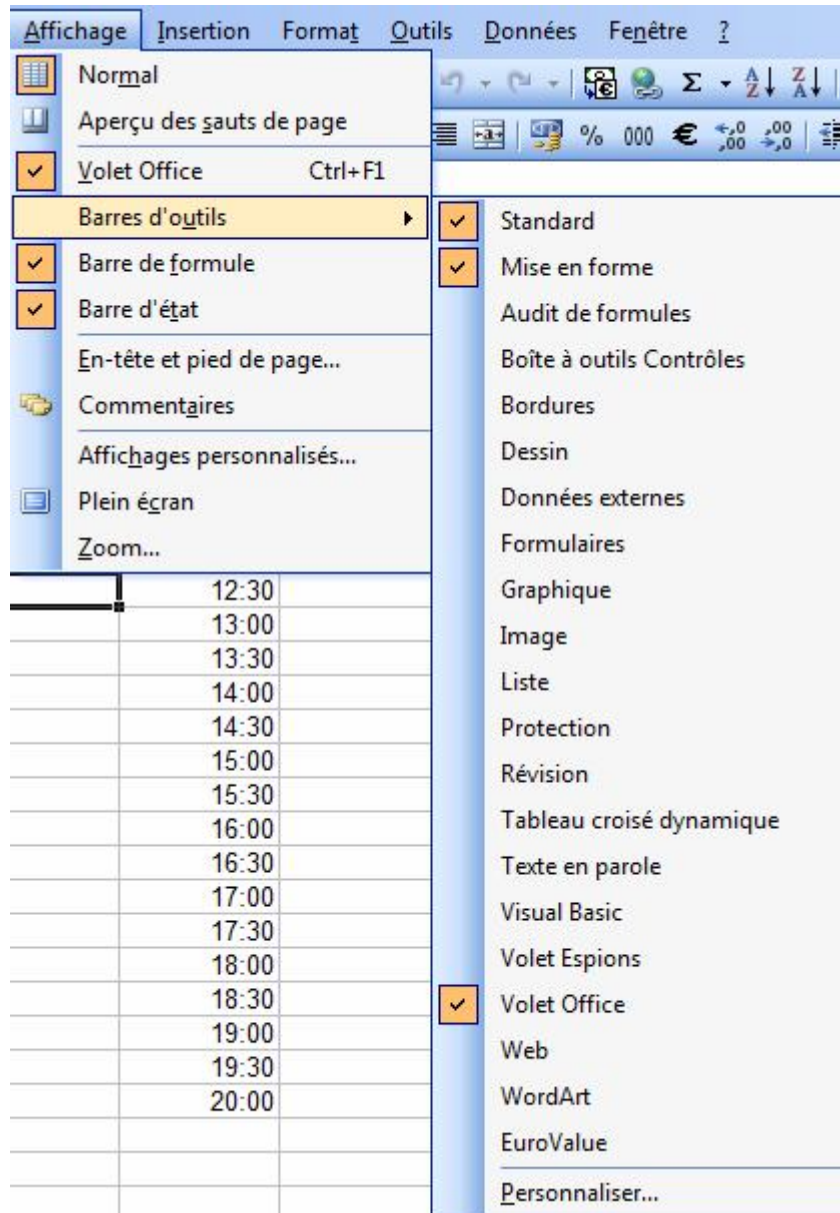 Affichage Insertion Format Outils Données Fenêtre ?
Normal
Aperçu des sauts de page
Volet Office Ctrl+F1
Barres d'outils
Barre de formule
Barre d'état
En-tête et pied de page...
Commentaires
Affichages personnalisés...
Plein écran
Zoom...
Σ A Z Z A
a % 000 € ,0 ,00 ,00 ,0
Standard
Mise en forme
Audit de formules
Boîte à outils Contrôles
Bordures
Dessin
Données externes
Formulaires
Graphique
Image
Liste
Protection
Révision
Tableau croisé dynamique
Texte en parole
Visual Basic
Volet Espions
Volet Office
Web
WordArt
EuroValue
Personnaliser...
12:30
13:00
13:30
14:00
14:30
15:00
15:30
16:00
16:30
17:00
17:30
18:00
18:30
19:00
19:30
20:00